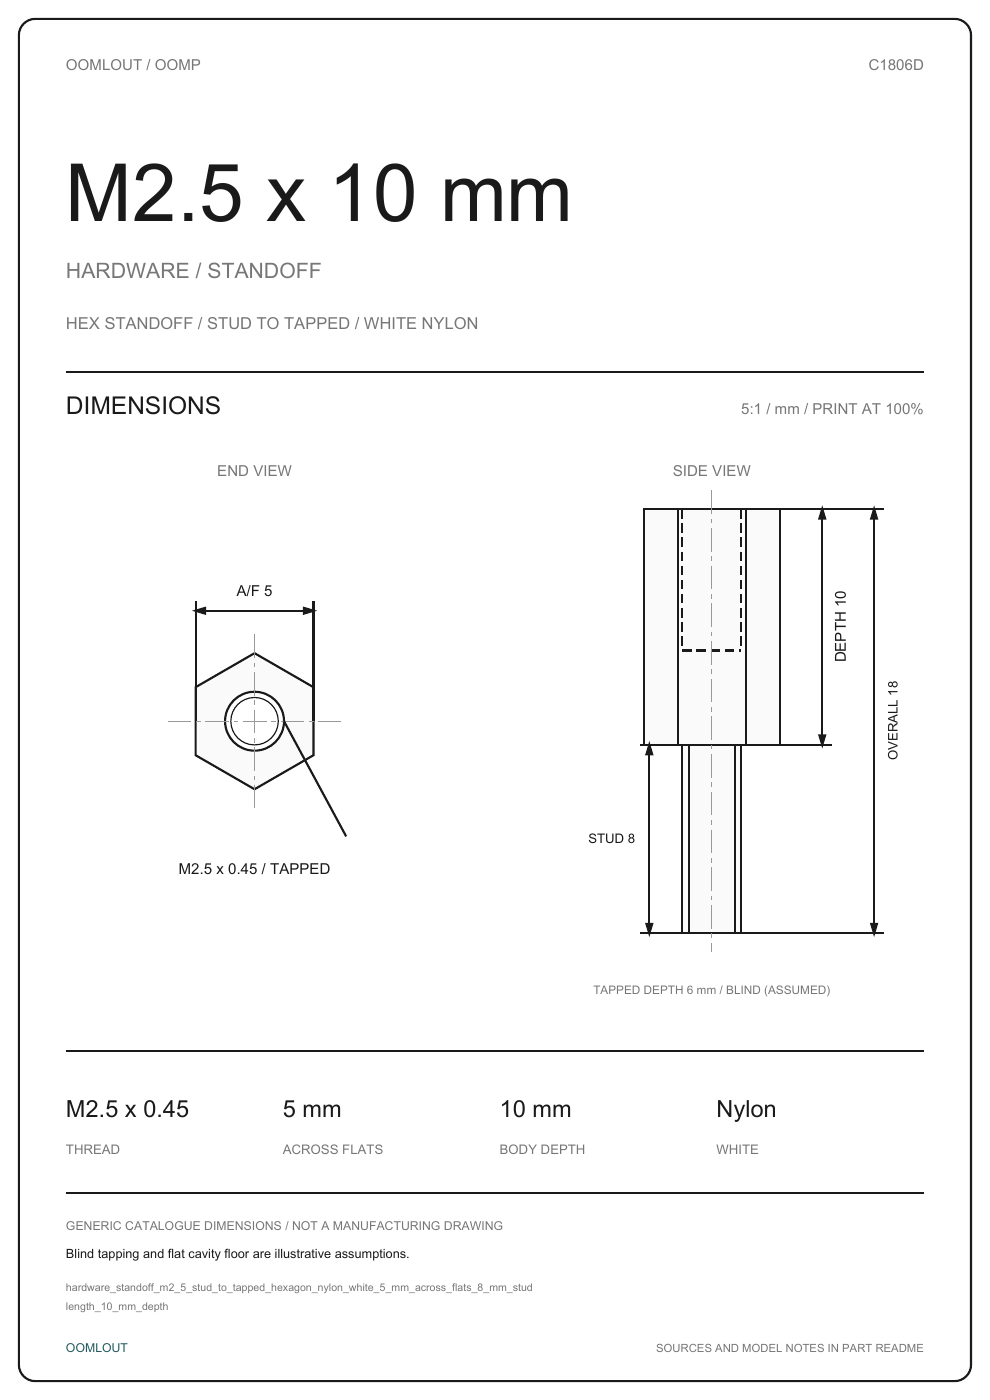 OOMLOUT / OOMP
C1806D
M2.5 x 10 mm
HARDWARE / STANDOFF
HEX STANDOFF / STUD TO TAPPED / WHITE NYLON
DIMENSIONS
5:1 / mm / PRINT AT 100%
END VIEW
SIDE VIEW
A/F 5
M2.5 x 0.45 / TAPPED
DEPTH 10
OVERALL 18
STUD 8
TAPPED DEPTH 6 mm / BLIND (ASSUMED)
M2.5 x 0.45
THREAD
5 mm
ACROSS FLATS
10 mm
BODY DEPTH
Nylon
WHITE
GENERIC CATALOGUE DIMENSIONS / NOT A MANUFACTURING DRAWING
Blind tapping and flat cavity floor are illustrative assumptions.
hardware_standoff_m2_5_stud_to_tapped_hexagon_nylon_white_5_mm_across_flats_8_mm_stud
length_10_mm_depth
OOMLOUT
SOURCES AND MODEL NOTES IN PART README